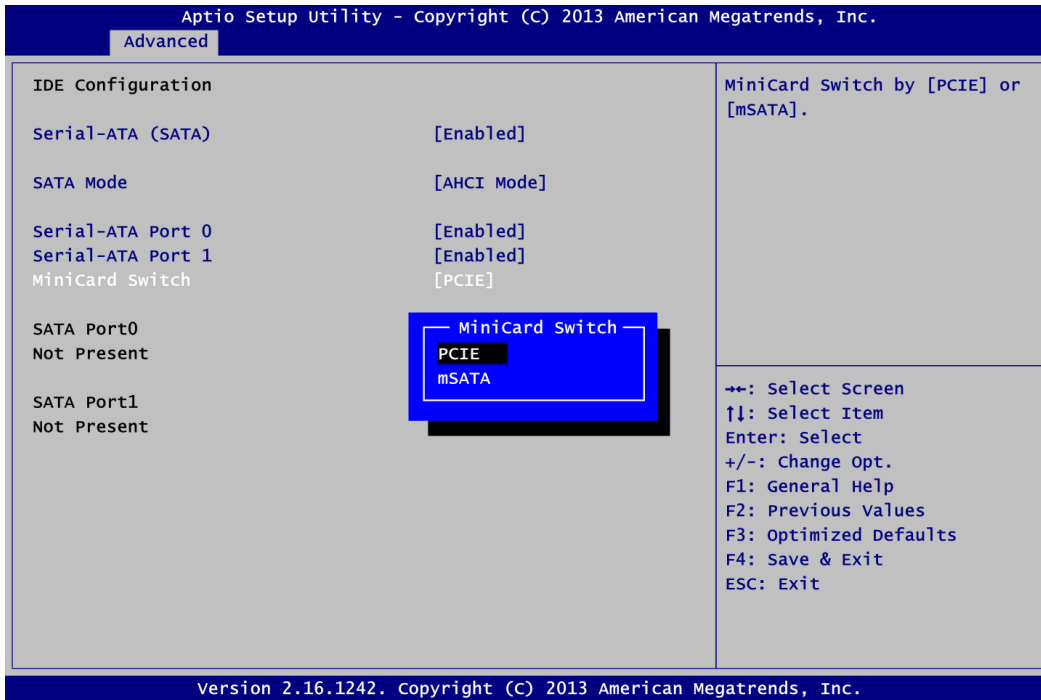 Aptio Setup Utility - Copyright (C) 2013 American Megatrends, Inc.
Advanced
IDE Configuration
Serial-ATA (SATA) [Enabled]
SATA Mode [AHCI Mode]
Serial-ATA Port 0 [Enabled]
Serial-ATA Port 1 [Enabled]
MiniCard Switch [PCIE]
SATA Port0
Not Present
SATA Port1
Not Present
MiniCard Switch
PCIE
mSATA
MiniCard Switch by [PCIE] or
[mSATA].
→←: Select Screen
↑↓: Select Item
Enter: Select
+/-: Change Opt.
F1: General Help
F2: Previous Values
F3: Optimized Defaults
F4: Save & Exit
ESC: Exit
Version 2.16.1242. Copyright (C) 2013 American Megatrends, Inc.